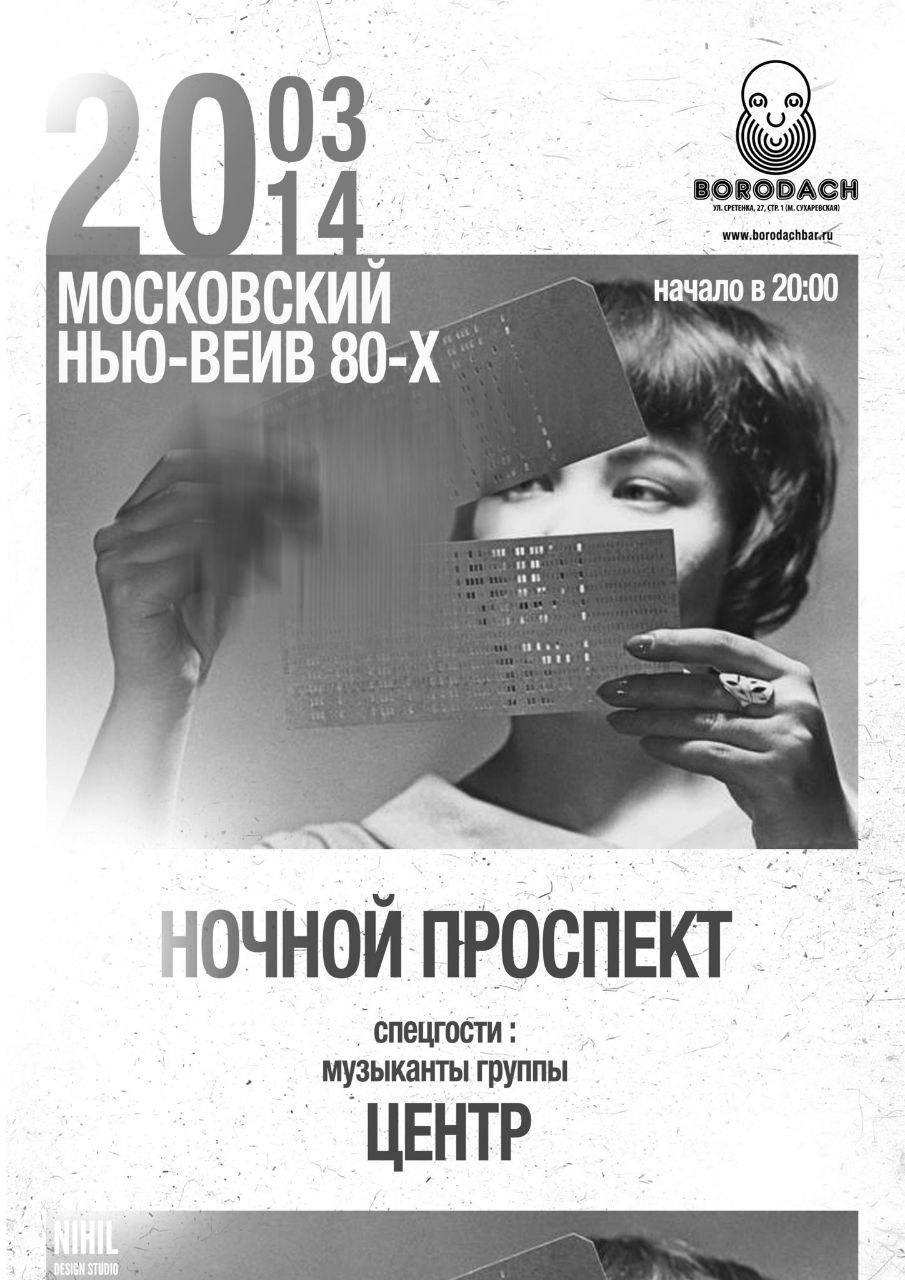 20 03
14
BORODACH
УЛ. СРЕТЕНКА, 27, СТР. 1 (М. СУХАРЕВСКАЯ)
www.borodachbar.ru
МОСКОВСКИЙ
НЬЮ-ВЕИВ 80-Х
начало в 20:00
НОЧНОЙ ПРОСПЕКТ
спецгости :
музыканты группы
ЦЕНТР
NIHIL
DESIGN STUDIO